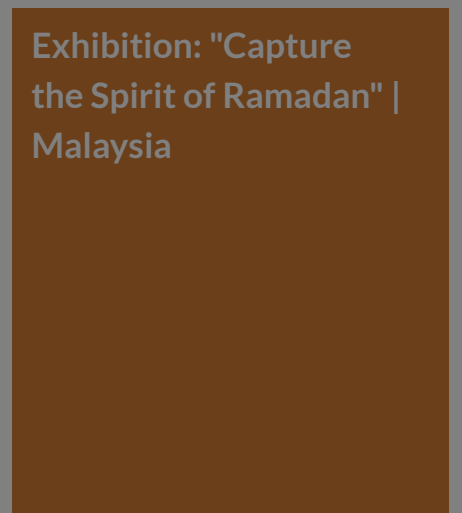 Exhibition: "Capture
the Spirit of Ramadan" |
Malaysia